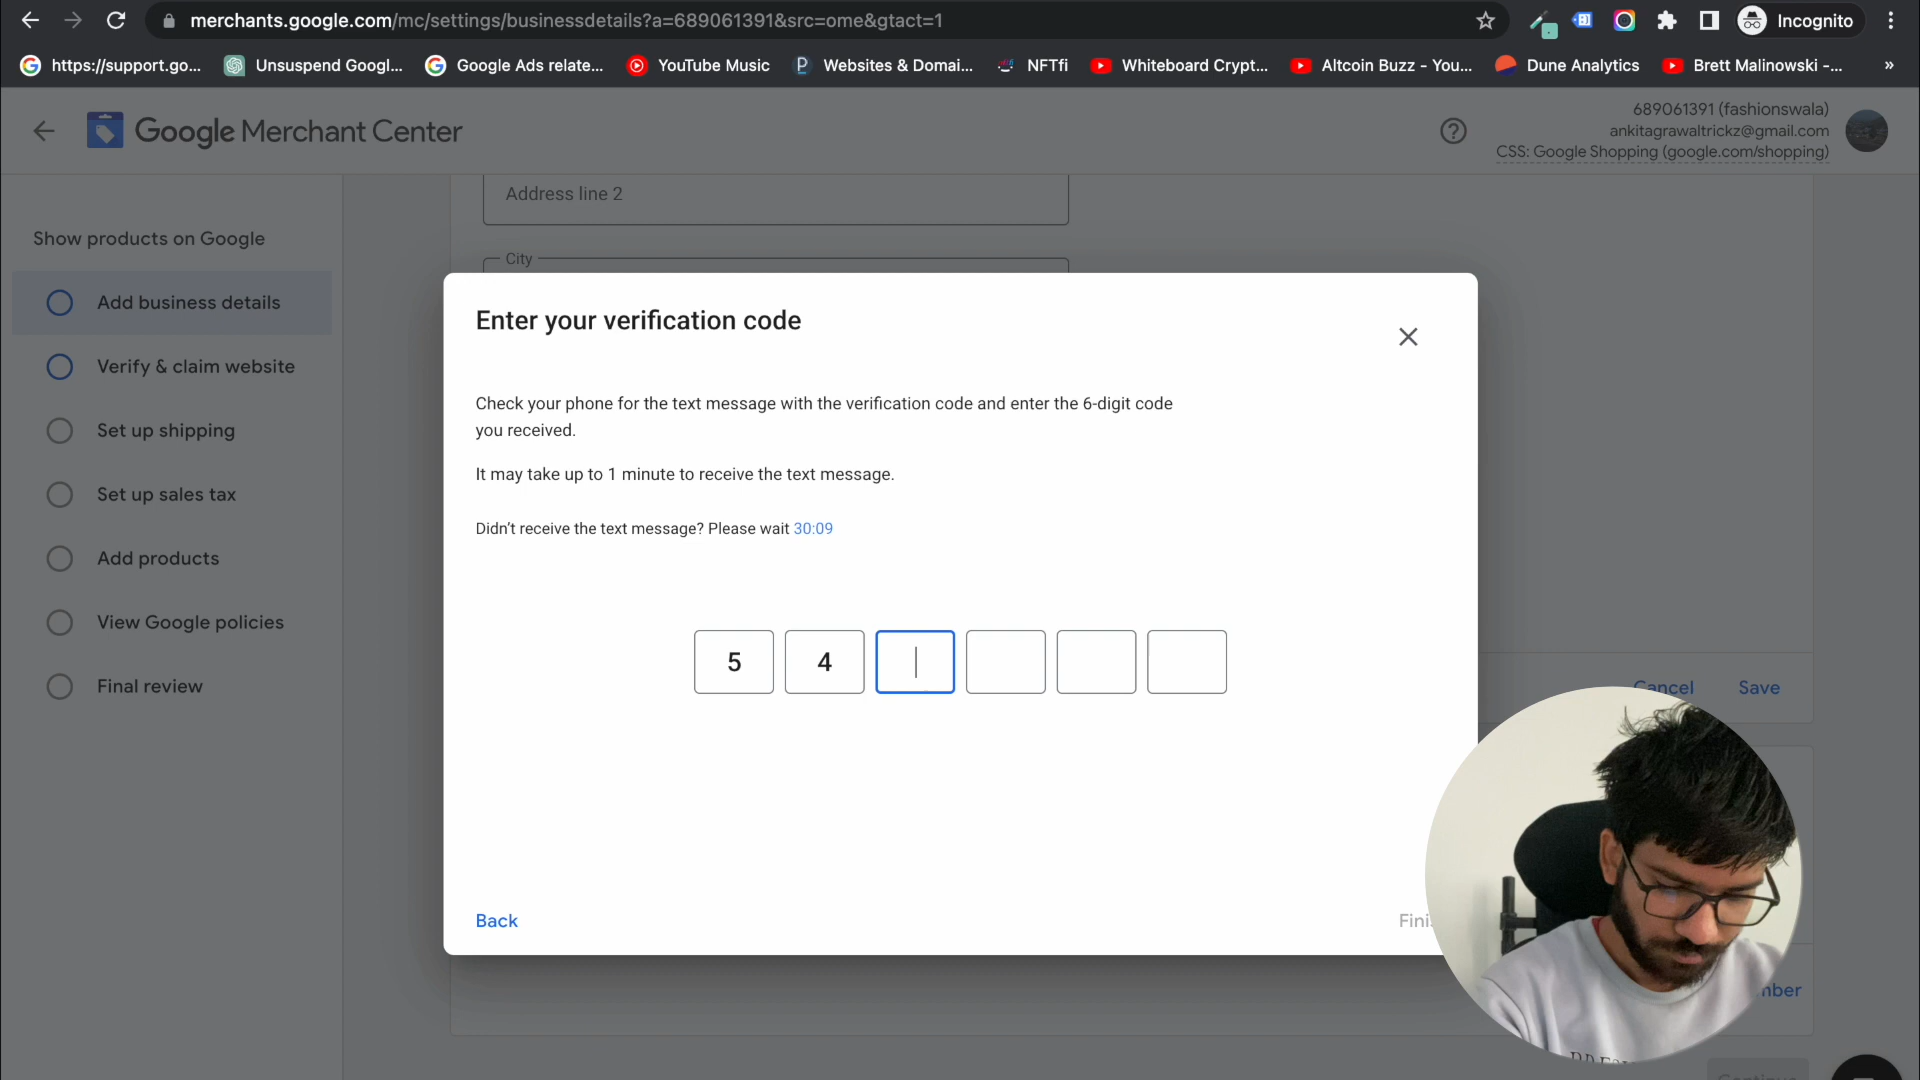 merchants.google.com/mc/settings/businessdetails?a=689061391&src=ome&gtact=1
Incognito
https://support.go...
Unsuspend Googl...
Google Ads relate...
YouTube Music
Websites & Domai...
NFTfi
Whiteboard Crypt...
Altcoin Buzz - You...
Dune Analytics
Brett Malinowski -...
»
Google Merchant Center
689061391 (fashionswala)
ankitagrawaltrickz@gmail.com
CSS: Google Shopping (google.com/shopping)
Address line 2
Show products on Google
City
Add business details
Enter your verification code
Verify & claim website
Check your phone for the text message with the verification code and enter the 6-digit code
you received.
Set up shipping
It may take up to 1 minute to receive the text message.
Set up sales tax
Didn't receive the text message? Please wait 30:09
Add products
View Google policies
5 4
Final review
Cancel
Save
Back